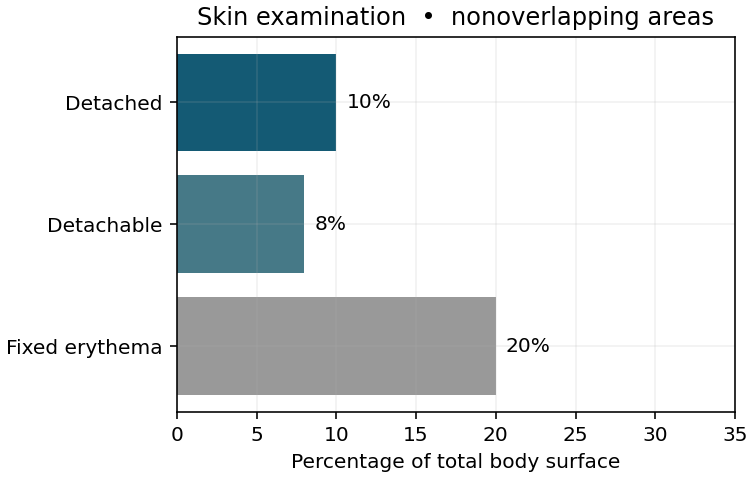 Skin examination • nonoverlapping areas
Detached
10%
Detachable
8%
Fixed erythema
20%
0 5 10 15 20 25 30 35
Percentage of total body surface